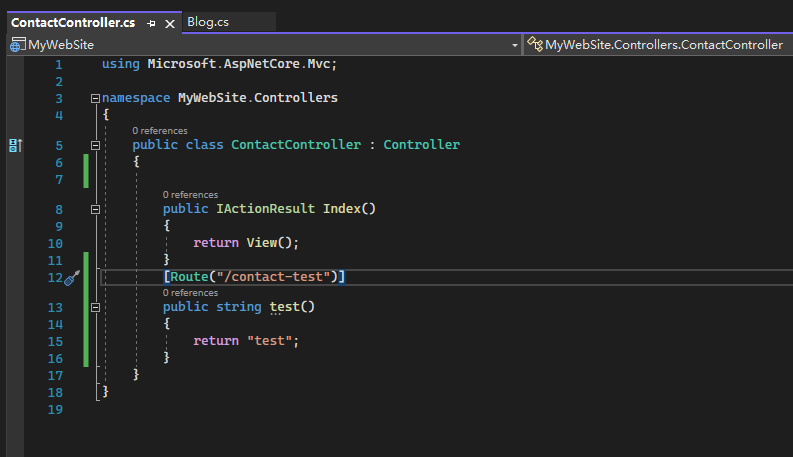 ContactController.cs
Blog.cs
MyWebSite
MyWebSite.Controllers.ContactController
1 using Microsoft.AspNetCore.Mvc;
2
3 namespace MyWebSite.Controllers
4 {
0 references
5 public class ContactController : Controller
6 {
7
0 references
8 public IActionResult Index()
9 {
10 return View();
11 }
12 [Route("/contact-test")]
0 references
13 public string test()
14 {
15 return "test";
16 }
17 }
18 }
19